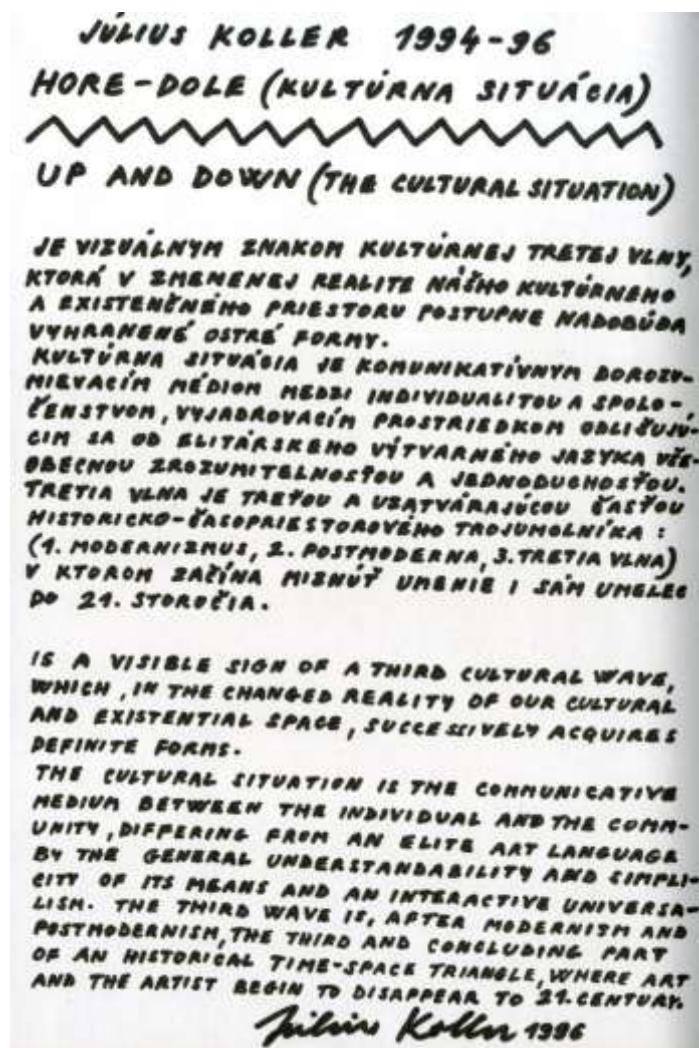 JÚLIUS KOLLER 1994-96
HORE-DOLE (KULTÚRNA SITUÁCIA)
UP AND DOWN (THE CULTURAL SITUATION)
JE VIZUÁLNYM ZNAKOM KULTÚRNEJ TRETEJ VLNY,
KTORÁ V ZMENENEJ REALITE NÁŠHO KULTÚRNEHO
A EXISTENČNÉHO PRIESTORU POSTUPNE NADOBÚDA
VYHRANENÉ OSTRÉ FORMY.
KULTÚRNA SITUÁCIA JE KOMUNIKATÍVNYM DOROZU-
MIEVACÍM MÉDIOM MEDZI INDIVIDUALITOU A SPOLO-
ČENSTVOM, VYJADROVACÍM PROSTRIEDKOM ODLIŠUJÚ-
CIM SA OD ELITÁRSKEHO VÝTVARNÉHO JAZYKA VŠE-
OBECNOU ZROZUMITELNOSŤOU A JEDNODUCHOSŤOU.
TRETIA VLNA JE TREŤOU A UZATVÁRAJÚCOU ČASŤOU
HISTORICKO-ČASOPRIESTOROVÉHO TROJUHOLNÍKA:
(1. MODERNIZMUS, 2. POSTMODERNA, 3. TRETIA VLNA)
V KTOROM ZAČÍNA MIZNÚŤ UMENIE I SÁM UMELEC
DO 21. STOROČIA.
IS A VISIBLE SIGN OF A THIRD CULTURAL WAVE,
WHICH, IN THE CHANGED REALITY OF OUR CULTURAL
AND EXISTENTIAL SPACE, SUCCESSIVELY ACQUIRES
DEFINITE FORMS.
THE CULTURAL SITUATION IS THE COMMUNICATIVE
MEDIUM BETWEEN THE INDIVIDUAL AND THE COMM-
UNITY, DIFFERING FROM AN ELITE ART LANGUAGE
BY THE GENERAL UNDERSTANDABILITY AND SIMPLI-
CITY OF ITS MEANS AND AN INTERACTIVE UNIVERSA-
LISM. THE THIRD WAVE IS, AFTER MODERNISM AND
POSTMODERNISM, THE THIRD AND CONCLUDING PART
OF AN HISTORICAL TIME-SPACE TRIANGLE, WHERE ART
AND THE ARTIST BEGIN TO DISAPPEAR TO 21. CENTURY.
Július Koller 1996